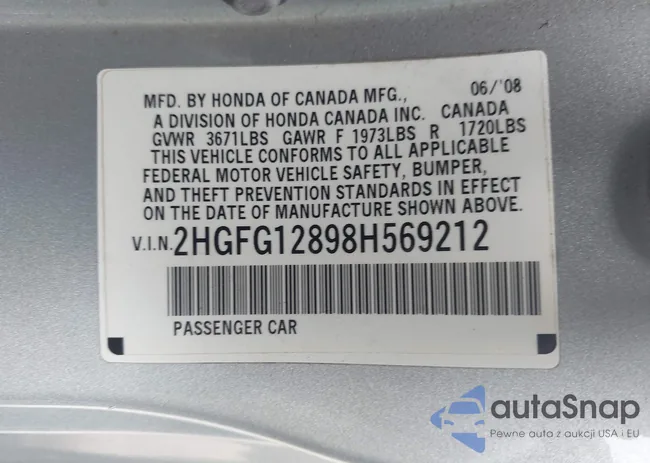 06/'08
MFD. BY HONDA OF CANADA MFG.,
A DIVISION OF HONDA CANADA INC. CANADA
GVWR 3671LBS GAWR F 1973LBS R 1720LBS
THIS VEHICLE CONFORMS TO ALL APPLICABLE
FEDERAL MOTOR VEHICLE SAFETY, BUMPER,
AND THEFT PREVENTION STANDARDS IN EFFECT
ON THE DATE OF MANUFACTURE SHOWN ABOVE.
V.I.N. 2HGFG12898H569212
PASSENGER CAR
autaSnap
Pewne auta z aukcji USA i EU